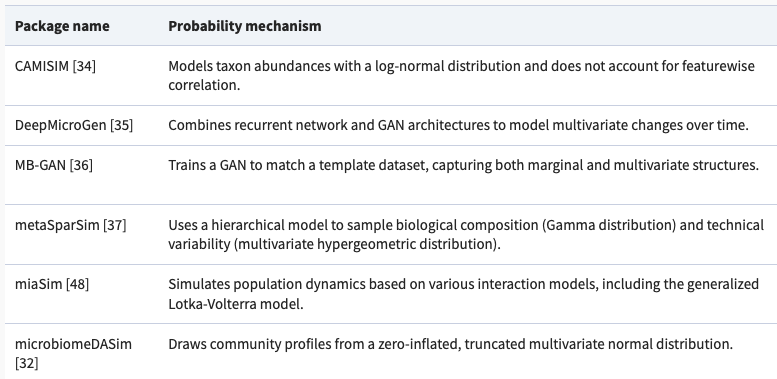 Package name Probability mechanism
CAMISIM [34] Models taxon abundances with a log-normal distribution and does not account for featurewise
correlation.
DeepMicroGen [35] Combines recurrent network and GAN architectures to model multivariate changes over time.
MB-GAN [36] Trains a GAN to match a template dataset, capturing both marginal and multivariate structures.
metaSparSim [37] Uses a hierarchical model to sample biological composition (Gamma distribution) and technical
variability (multivariate hypergeometric distribution).
miaSim [48] Simulates population dynamics based on various interaction models, including the generalized
Lotka-Volterra model.
microbiomeDASim Draws community profiles from a zero-inflated, truncated multivariate normal distribution.
[32]